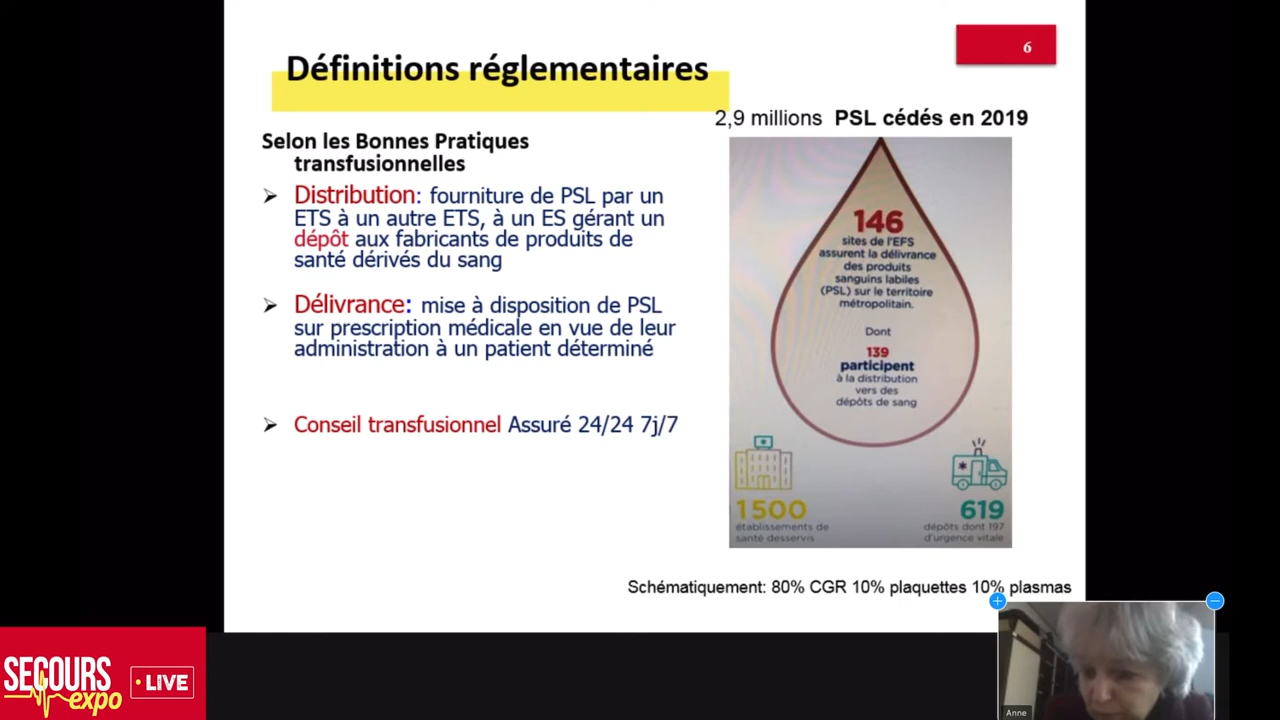 6
Définitions réglementaires
2,9 millions PSL cédés en 2019
Selon les Bonnes Pratiques
transfusionnelles
Distribution: fourniture de PSL par un
ETS à un autre ETS, à un ES gérant un
dépôt aux fabricants de produits de
santé dérivés du sang
Délivrance: mise à disposition de PSL
sur prescription médicale en vue de leur
administration à un patient déterminé
Conseil transfusionnel Assuré 24/24 7j/7
146
sites de l'EFS
assurent la délivrance
des produits
sanguins labiles
(PSL) sur le territoire
métropolitain.
Dont
139
participent
à la distribution
vers des
dépôts de sang
1500
établissements de
santé desservis
619
dépôts dont 197
d'urgence vitale
Schématiquement: 80% CGR 10% plaquettes 10% plasmas
SECOURS
expo
LIVE
Anne